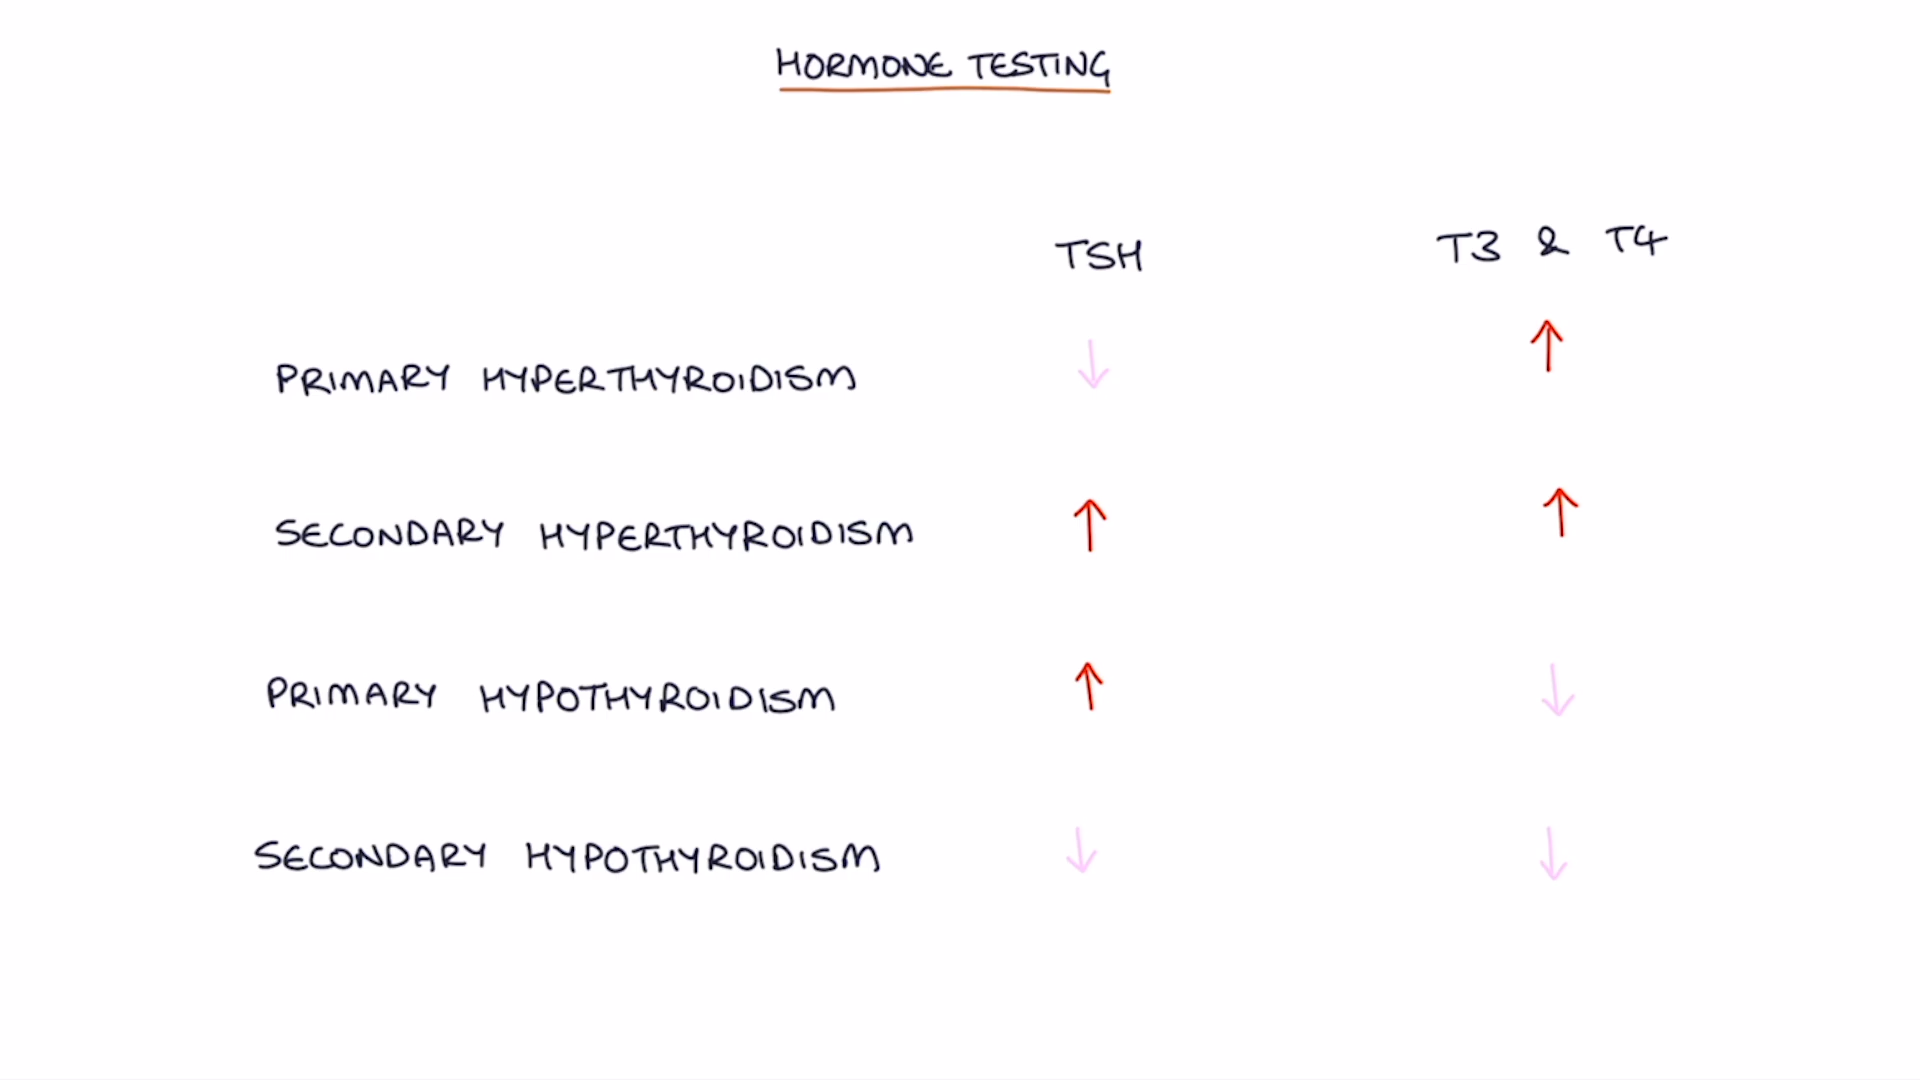 HORMONE TESTING
TSH T3 & T4
PRIMARY HYPERTHYROIDISM ↓ ↑
SECONDARY HYPERTHYROIDISM ↑ ↑
PRIMARY HYPOTHYROIDISM ↑ ↓
SECONDARY HYPOTHYROIDISM ↓ ↓